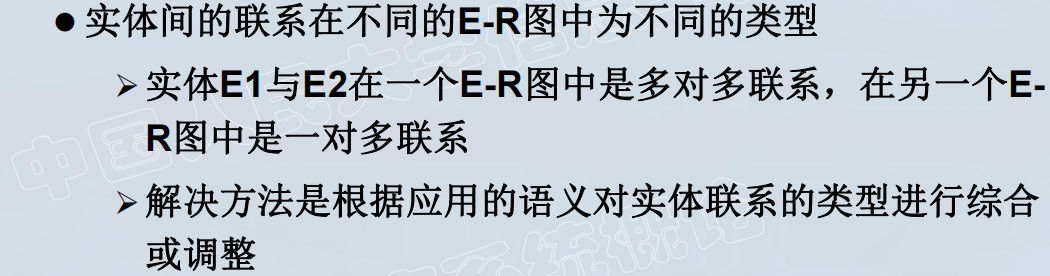 ● 实体间的联系在不同的E-R图中为不同的类型
➢ 实体E1与E2在一个E-R图中是多对多联系，在另一个E-
R图中是一对多联系
➢ 解决方法是根据应用的语义对实体联系的类型进行综合
或调整